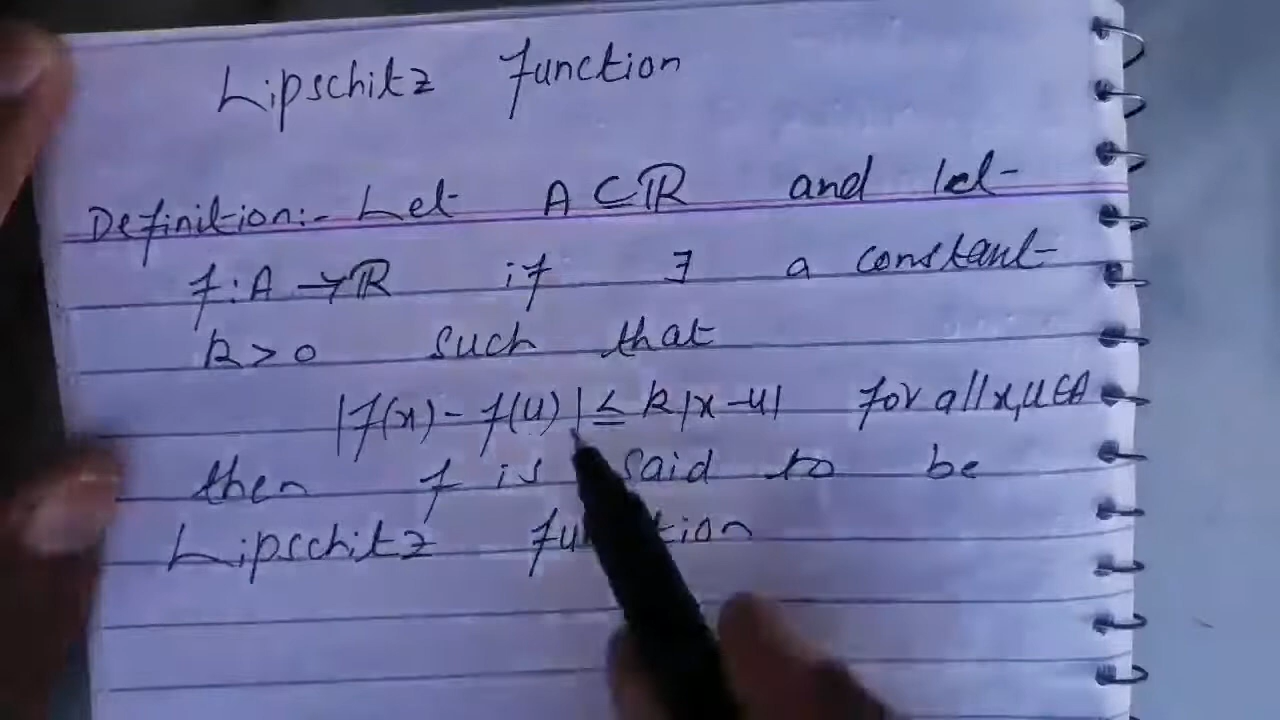 Lipschitz function
Definition:- Let A ⊆ ℝ and let
f : A → ℝ if ∃ a constant
k > 0 such that
|f(x) - f(u)| ≤ k |x - u| for all x, u ∈ A
then f is said to be
Lipschitz function